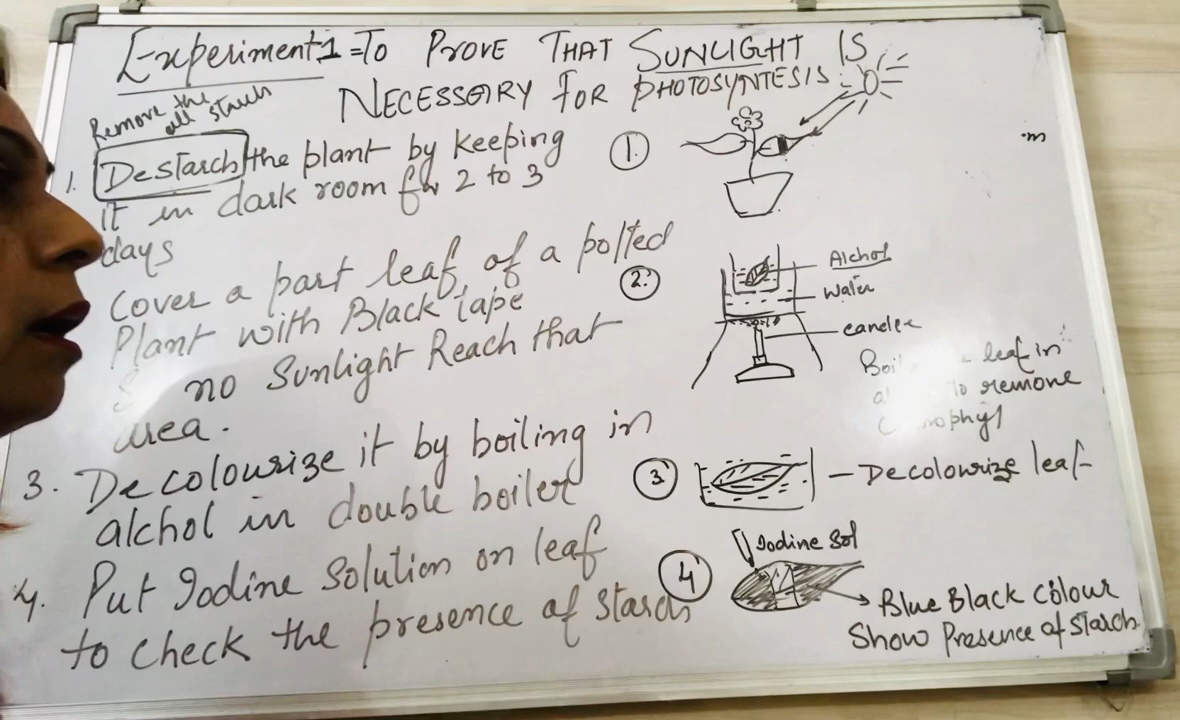 Experiment 1 = To PROVE THAT SUNLIGHT IS
NECESSARY FOR PHOTOSYNTESIS
Remove the
all starch
1. Destarch the plant by keeping
it in dark room for 2 to 3
days
Cover a part leaf of a potted
Plant with Black tape
no Sunlight Reach that
area.
3. Decolourize it by boiling in
alchol in double boiler
4. Put Iodine solution on leaf
to check the presence of starch
1.
2.
Alchol
Water
candle
leaf in
to remove
3
Decolourize leaf
4
Iodine Sol
Blue Black colour
Show Presence of Starch